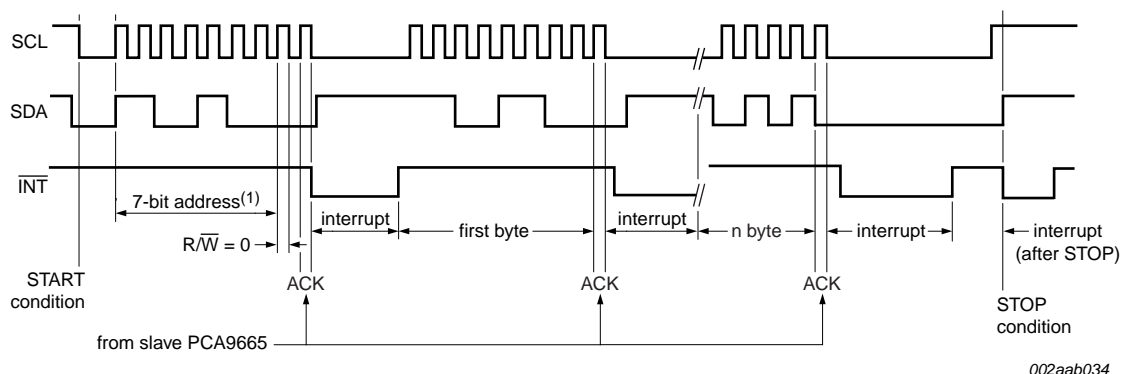 SCL
SDA
INT
7-bit address(1)
R/W = 0
interrupt
first byte
interrupt
n byte
interrupt
interrupt
(after STOP)
START
condition
ACK
ACK
ACK
STOP
condition
from slave PCA9665
002aab034